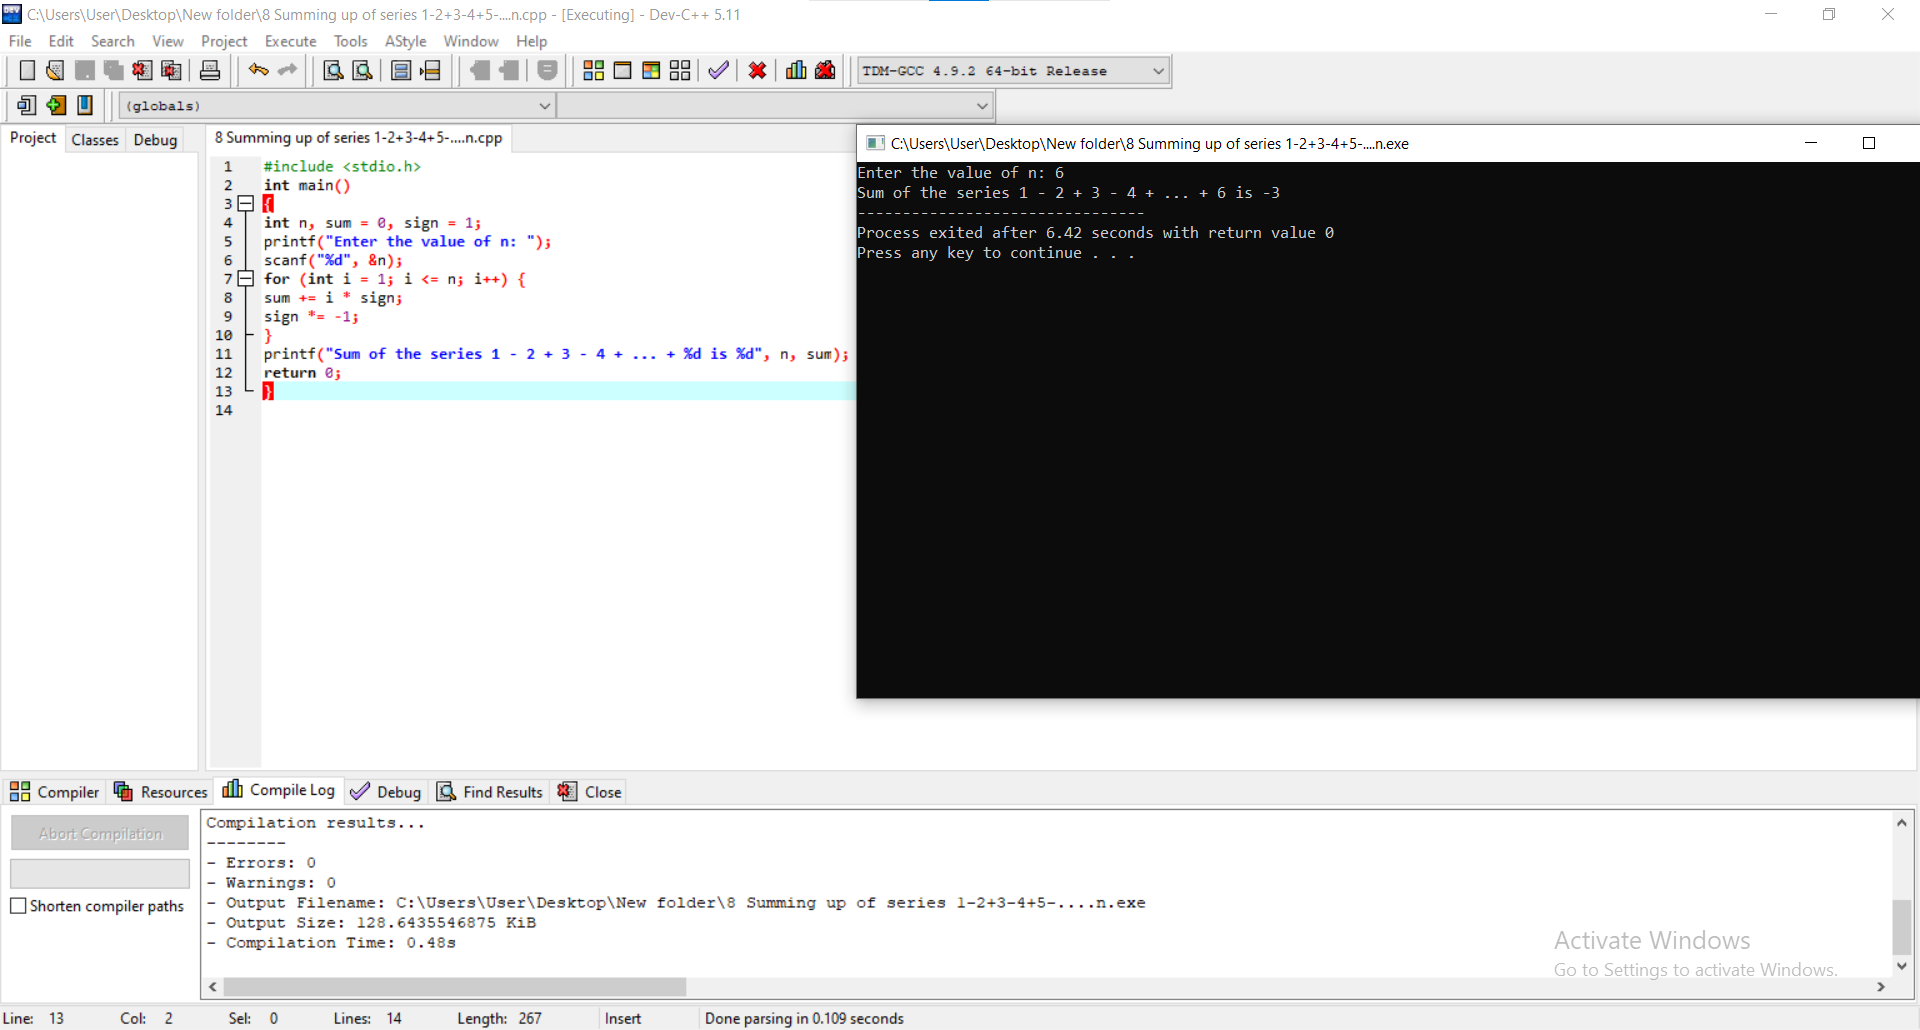 C:\Users\User\Desktop\New folder\8 Summing up of series 1-2+3-4+5-....n.cpp - [Executing] - Dev-C++ 5.11
File Edit Search View Project Execute Tools AStyle Window Help
TDM-GCC 4.9.2 64-bit Release
(globals)
Project Classes Debug
8 Summing up of series 1-2+3-4+5-....n.cpp
1 #include <stdio.h>
2 int main()
3 {
4 int n, sum = 0, sign = 1;
5 printf("Enter the value of n: ");
6 scanf("%d", &n);
7 for (int i = 1; i <= n; i++) {
8 sum += i * sign;
9 sign *= -1;
10 }
11 printf("Sum of the series 1 - 2 + 3 - 4 + ... + %d is %d", n, sum);
12 return 0;
13 }
14
C:\Users\User\Desktop\New folder\8 Summing up of series 1-2+3-4+5-....n.exe
Enter the value of n: 6
Sum of the series 1 - 2 + 3 - 4 + ... + 6 is -3
--------------------------------
Process exited after 6.42 seconds with return value 0
Press any key to continue . . .
Compiler Resources Compile Log Debug Find Results Close
Abort Compilation
Shorten compiler paths
Compilation results...
--------
- Errors: 0
- Warnings: 0
- Output Filename: C:\Users\User\Desktop\New folder\8 Summing up of series 1-2+3-4+5-....n.exe
- Output Size: 128.6435546875 KiB
- Compilation Time: 0.48s
Activate Windows
Go to Settings to activate Windows.
Line: 13 Col: 2 Sel: 0 Lines: 14 Length: 267 Insert Done parsing in 0.109 seconds